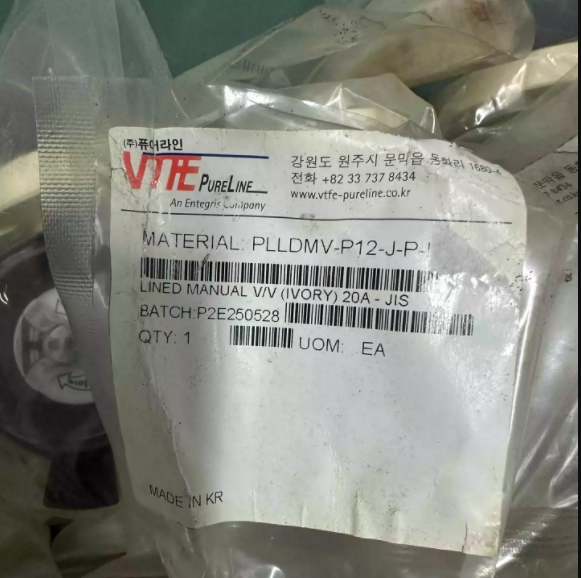 (주)퓨어라인
VTFE PURELINE
An Entegris Company
강원도 원주시 문막읍 동화리 1680-
전화 +82 33 737 8434
www.vtfe-pureline.co.kr
MATERIAL: PLLDMV-P12-J-P-
LINED MANUAL V/V (IVORY) 20A - JIS
BATCH:P2E250528
QTY: 1 UOM: EA
MADE IN KR